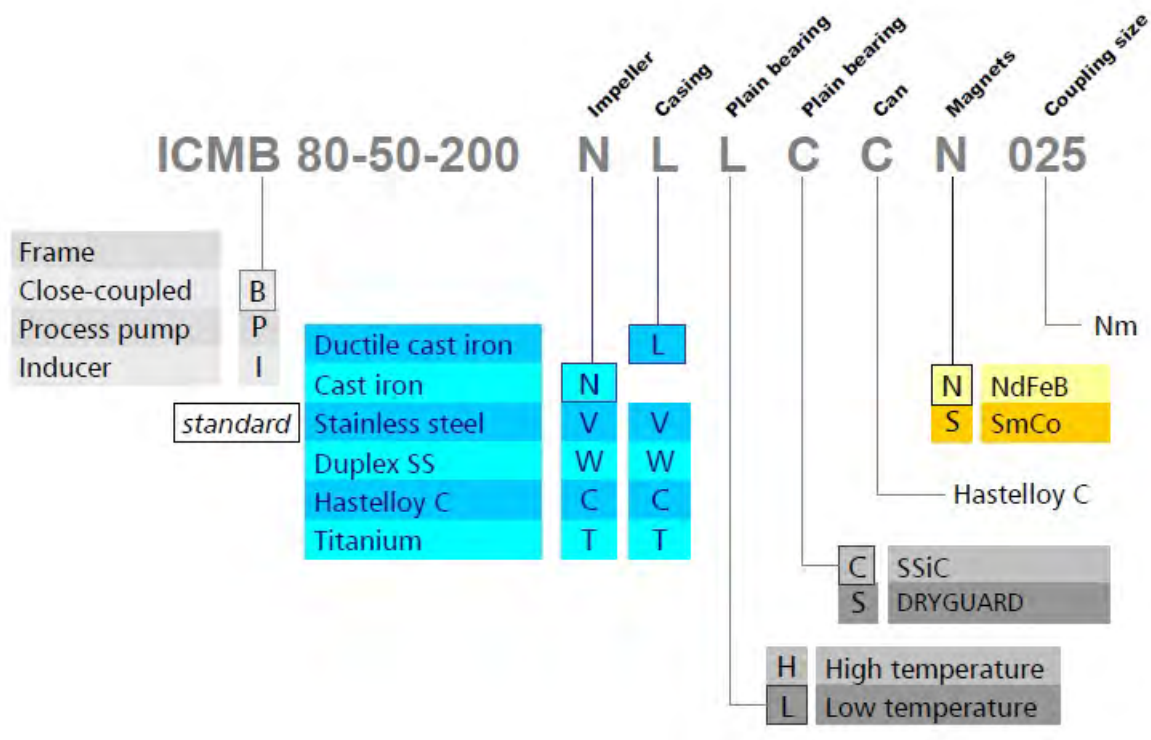 Impeller
Casing
Plain bearing
Plain bearing
Can
Magnets
Coupling size
ICMB 80-50-200 N L L C C N 025
Frame
Close-coupled B
Process pump P
Inducer I
Nm
Ductile cast iron L
Cast iron N
standard Stainless steel V V
Duplex SS W W
Hastelloy C C C
Titanium T T
N NdFeB
S SmCo
Hastelloy C
C SSiC
S DRYGUARD
H High temperature
L Low temperature